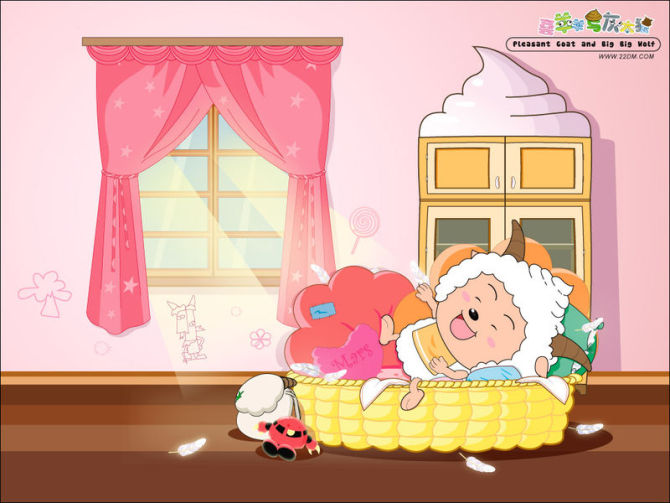 喜羊羊与灰太狼
Pleasant Goat and Big Big Wolf
WWW.22DM.COM
Mars